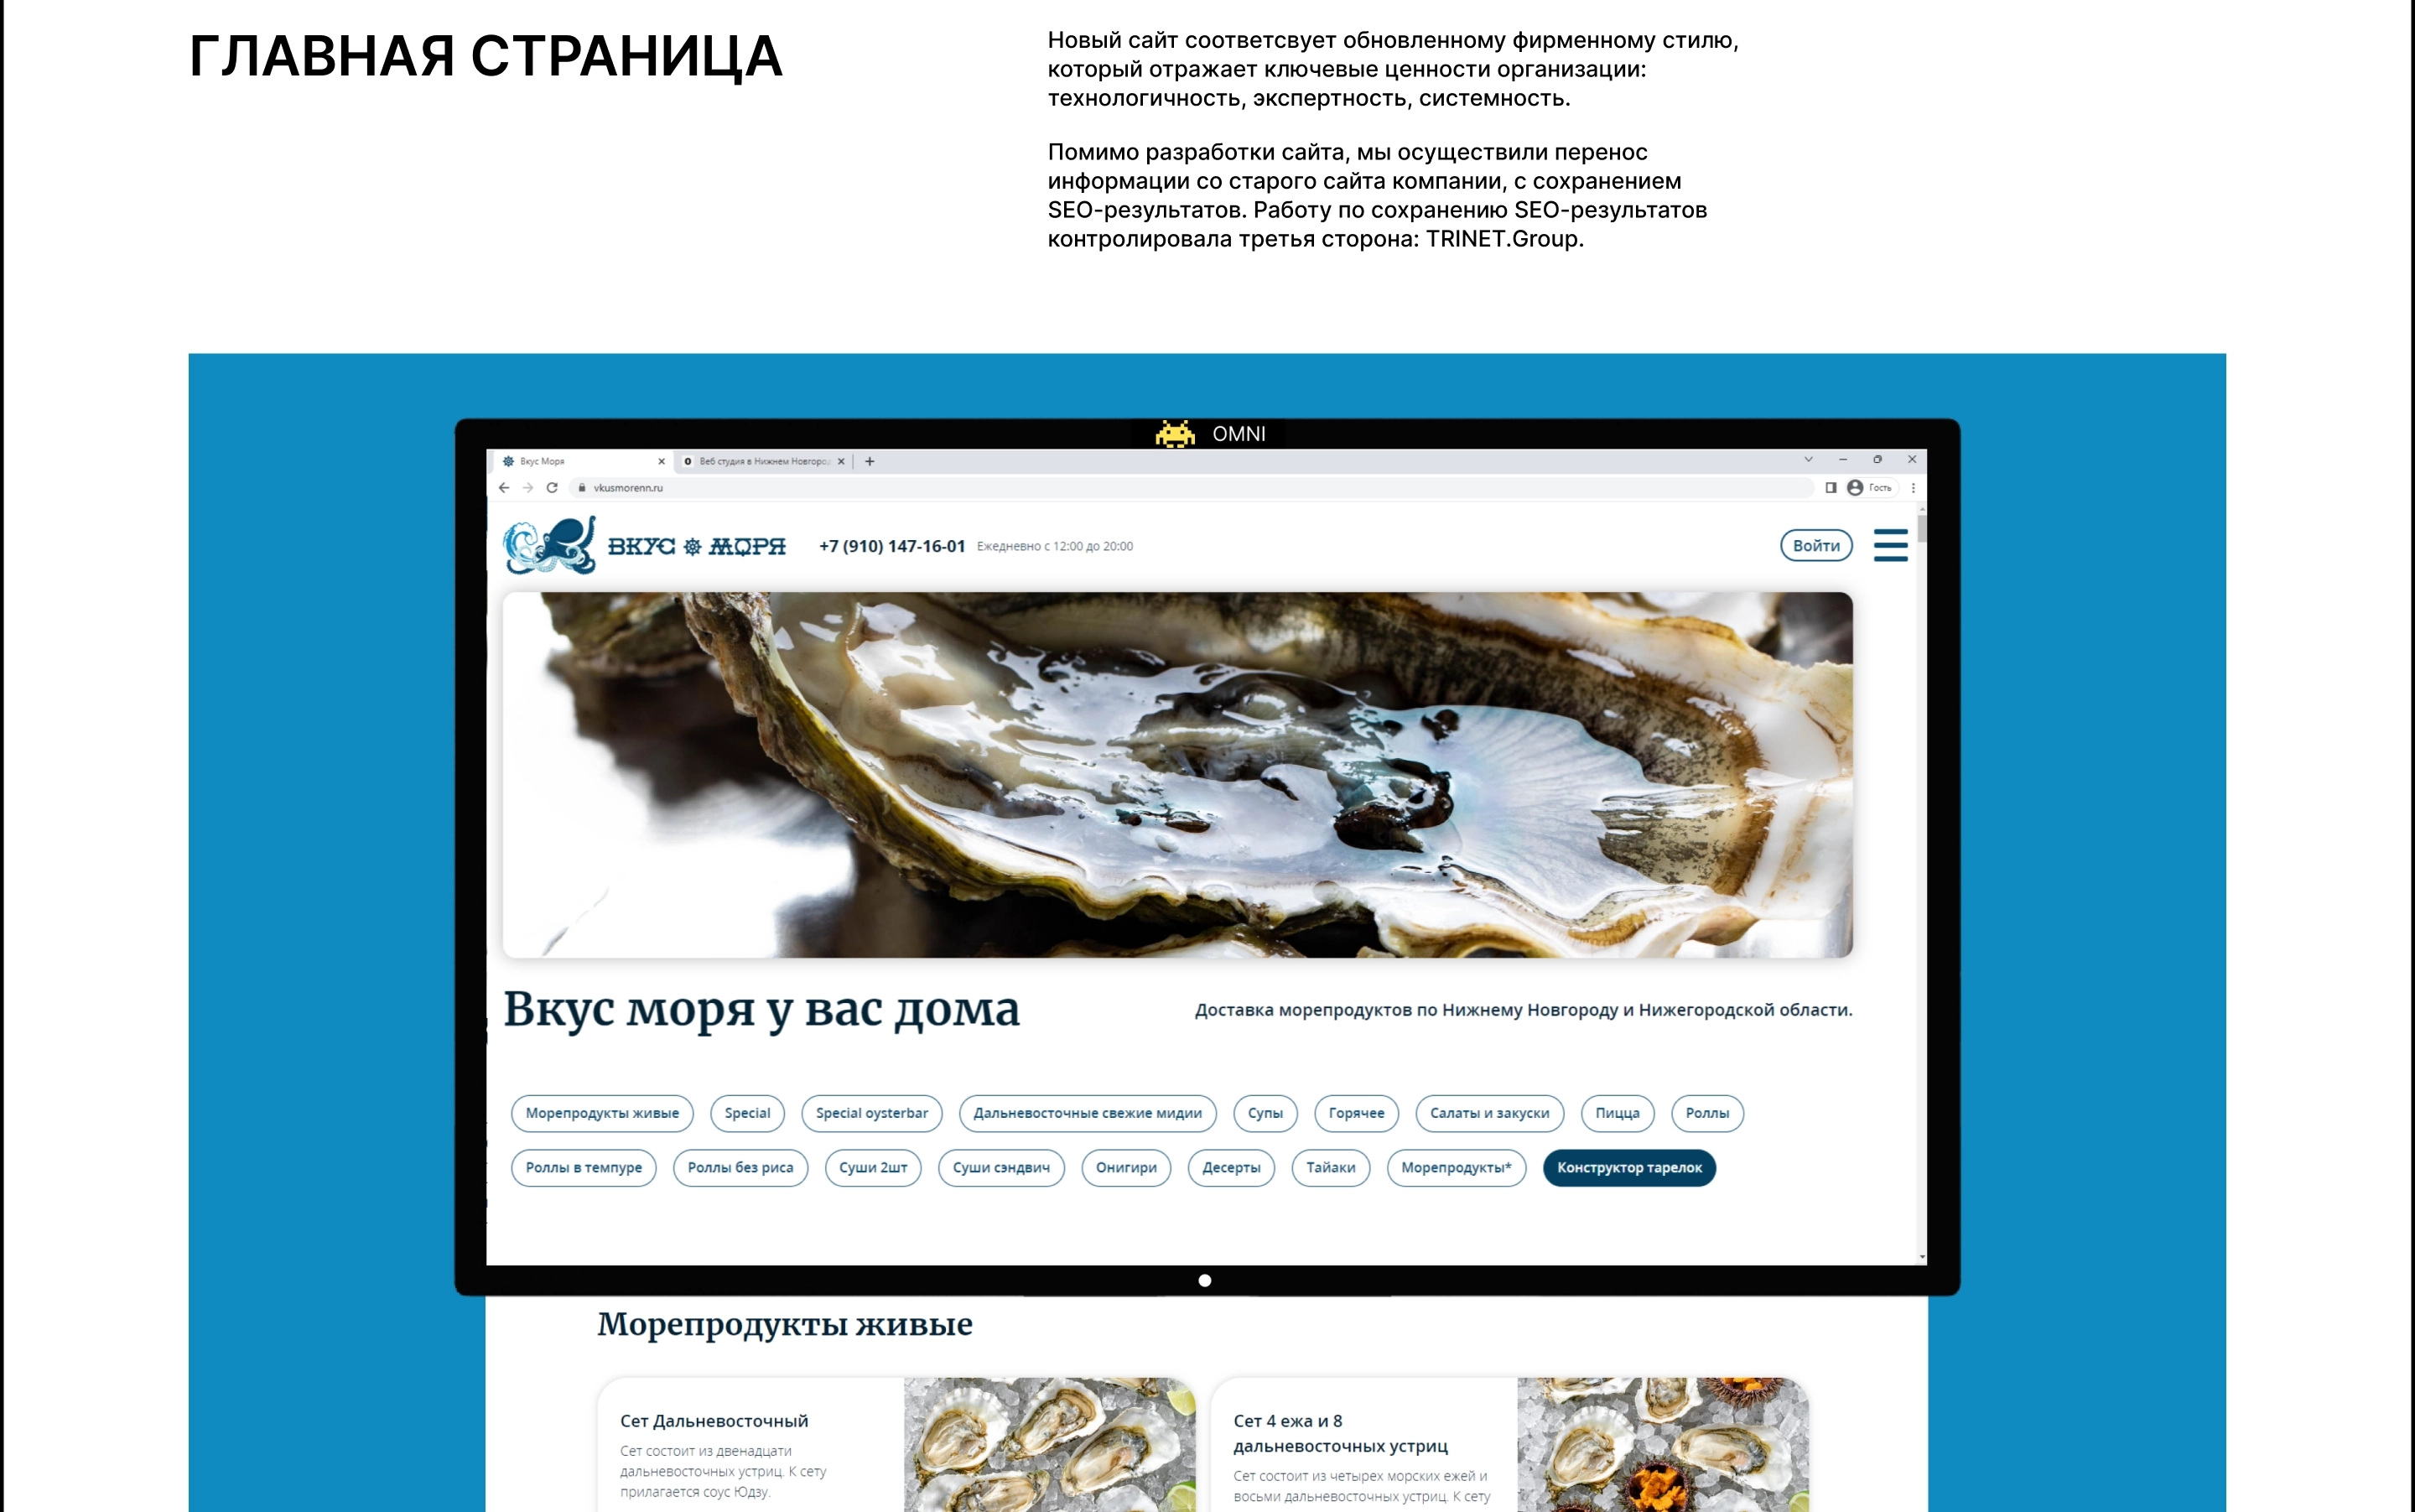 ГЛАВНАЯ СТРАНИЦА
Новый сайт соответсвует обновленному фирменному стилю,
который отражает ключевые ценности организации:
технологичность, экспертность, системность.
Помимо разработки сайта, мы осуществили перенос
информации со старого сайта компании, с сохранением
SEO-результатов. Работу по сохранению SEO-результатов
контролировала третья сторона: TRINET.Group.
OMNI
Вкус Моря
Веб студия в Нижнем Новгород
vkusmorenn.ru
Гость
ВКУС МОРЯ
+7 (910) 147-16-01 Ежедневно с 12:00 до 20:00
Войти
Вкус моря у вас дома
Доставка морепродуктов по Нижнему Новгороду и Нижегородской области.
Морепродукты живые Special Special oysterbar Дальневосточные свежие мидии Супы Горячее Салаты и закуски Пицца Роллы
Роллы в темпуре Роллы без риса Суши 2шт Суши сэндвич Онигири Десерты Тайаки Морепродукты* Конструктор тарелок
Морепродукты живые
Сет Дальневосточный
Сет состоит из двенадцати
дальневосточных устриц. К сету
прилагается соус Юдзу.
Сет 4 ежа и 8
дальневосточных устриц
Сет состоит из четырех морских ежей и
восьми дальневосточных устриц. К сету